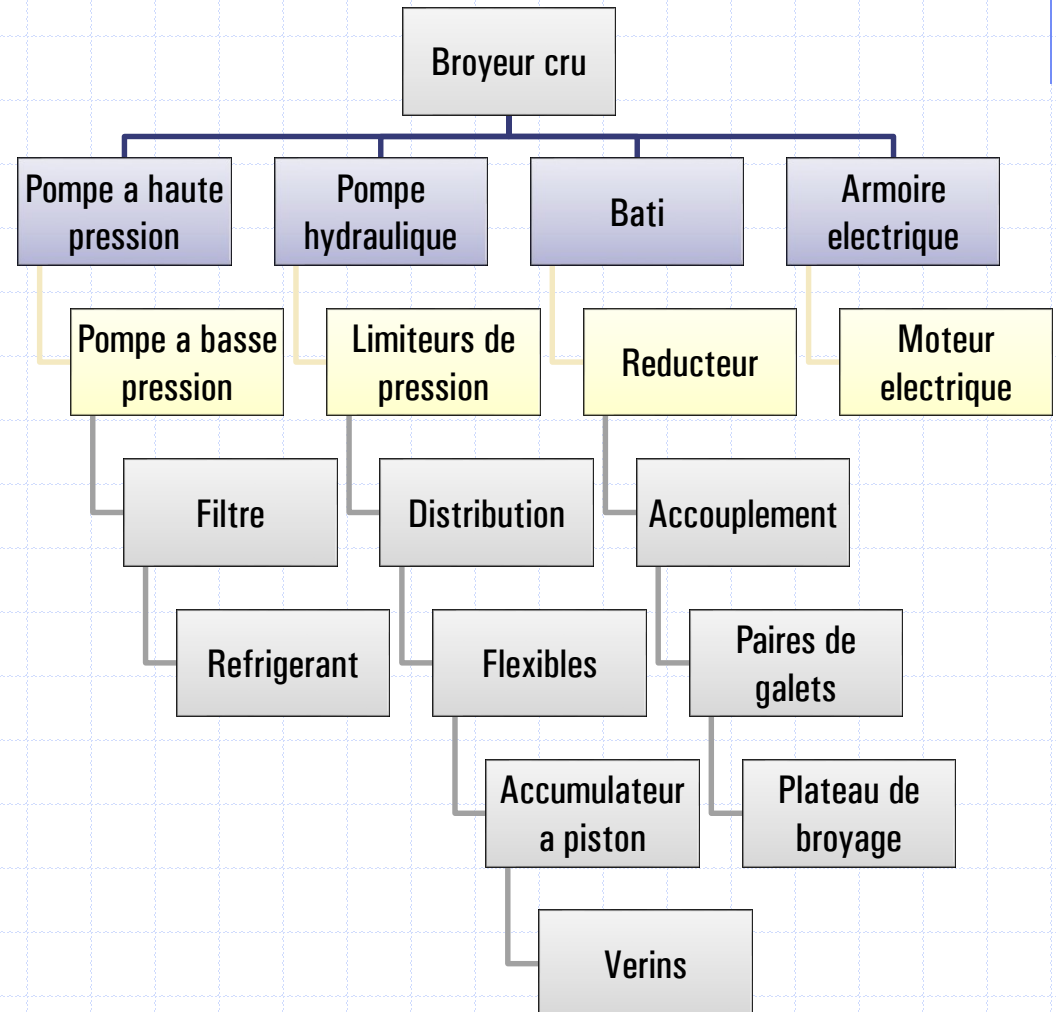 Broyeur cru
Pompe a haute
pression
Pompe
hydraulique
Bati
Armoire
electrique
Pompe a basse
pression
Limiteurs de
pression
Reducteur
Moteur
electrique
Filtre
Distribution
Accouplement
Refrigerant
Flexibles
Paires de
galets
Accumulateur
a piston
Plateau de
broyage
Verins